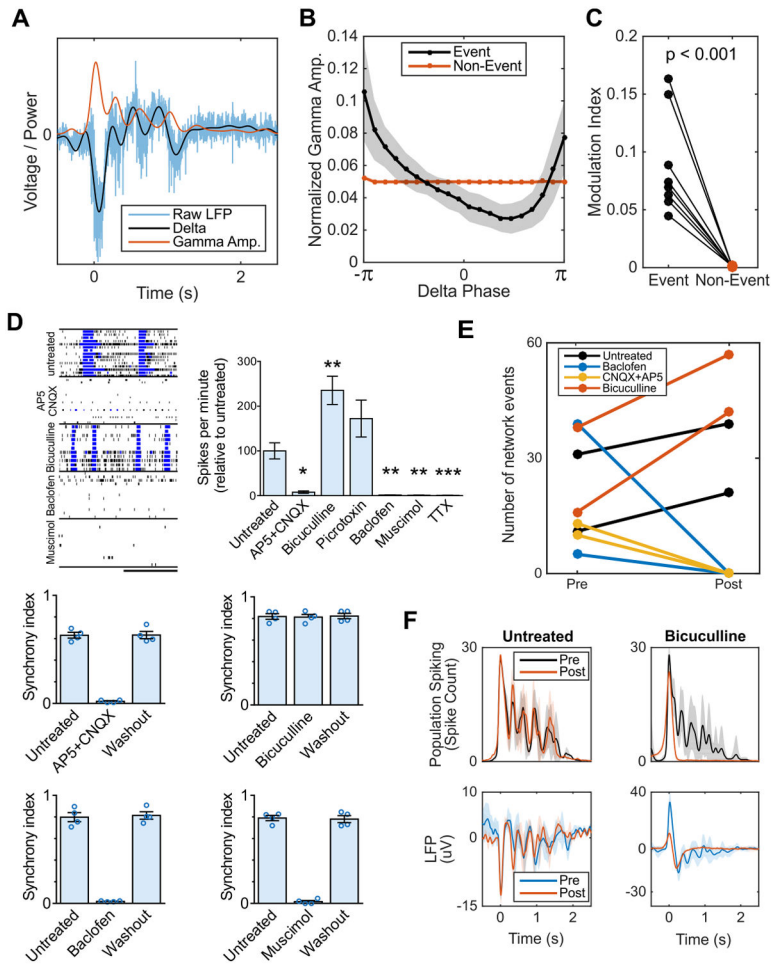 A
Voltage / Power
0
Raw LFP
Delta
Gamma Amp.
0
2
Time (s)
B
Normalized Gamma Amp.
0.14
0.12
0.1
0.08
0.06
0.04
0.02
0
Event
Non-Event
-π
0
π
Delta Phase
C
Modulation Index
0.2
0.15
0.1
0.05
0
p < 0.001
Event
Non-Event
D
untreated
AP5
CNQX
Bicuculline
Baclofen
Muscimol
Spikes per minute
(relative to untreated)
300
200
100
0
*
**
**
**
***
Untreated
AP5+CNQX
Bicuculline
Picrotoxin
Baclofen
Muscimol
TTX
Synchrony index
1
0
Untreated
AP5+CNQX
Washout
Synchrony index
1
0
Untreated
Bicuculline
Washout
Synchrony index
1
0
Untreated
Baclofen
Washout
Synchrony index
1
0
Untreated
Muscimol
Washout
E
Number of network events
60
30
0
Untreated
Baclofen
CNQX+AP5
Bicuculline
Pre
Post
F
Untreated
Bicuculline
Population Spiking
(Spike Count)
30
20
10
0
Pre
Post
30
20
10
0
LFP
(uV)
10
0
-15
Pre
Post
0
1
2
Time (s)
40
0
-30
0
1
2
Time (s)